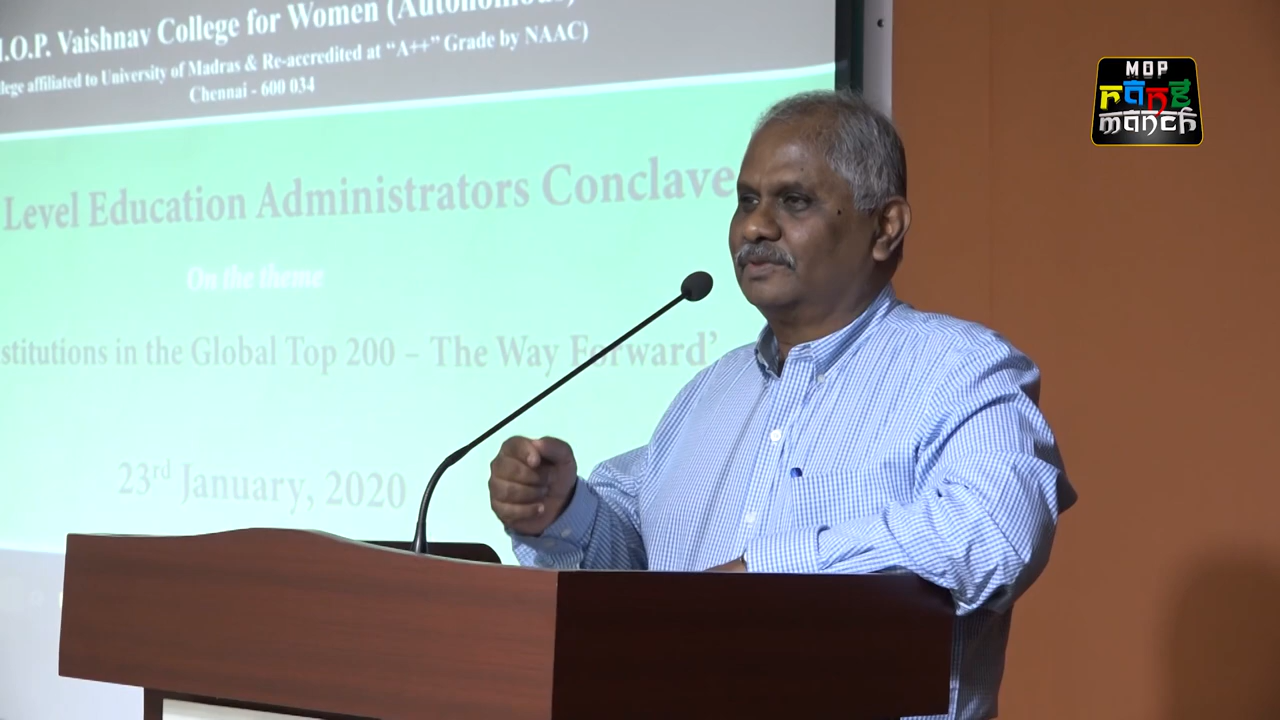 M.O.P. Vaishnav College for Women (Autonomous)
llege affiliated to University of Madras & Re-accredited at “A++” Grade by NAAC)
Chennai - 600 034
Level Education Administrators Conclave
On the theme
stitutions in the Global Top 200 – The Way Forward’
23rd January, 2020
MOP
Rang
Manch